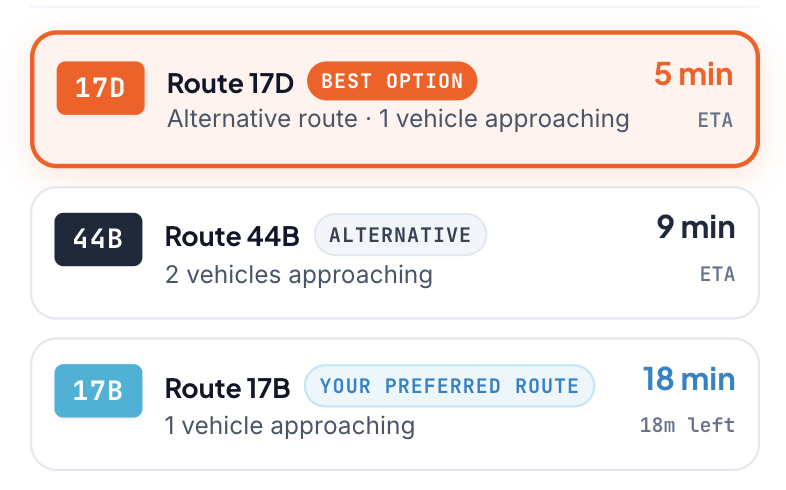 17D Route 17D BEST OPTION 5 min
Alternative route · 1 vehicle approaching ETA
44B Route 44B ALTERNATIVE 9 min
2 vehicles approaching ETA
17B Route 17B YOUR PREFERRED ROUTE 18 min
1 vehicle approaching 18m left